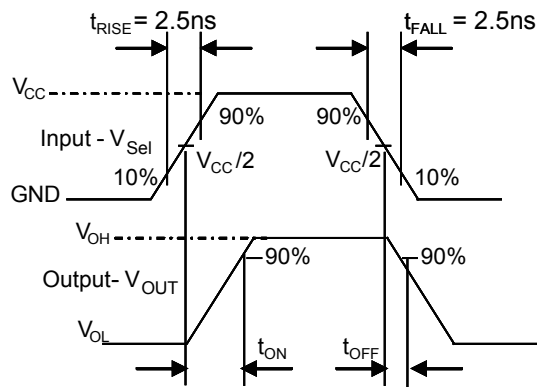 tRISE = 2.5ns
tFALL = 2.5ns
VCC
90%
90%
Input - VSel
VCC/2
VCC/2
10%
10%
GND
VOH
90%
90%
Output- VOUT
VOL
tON
tOFF